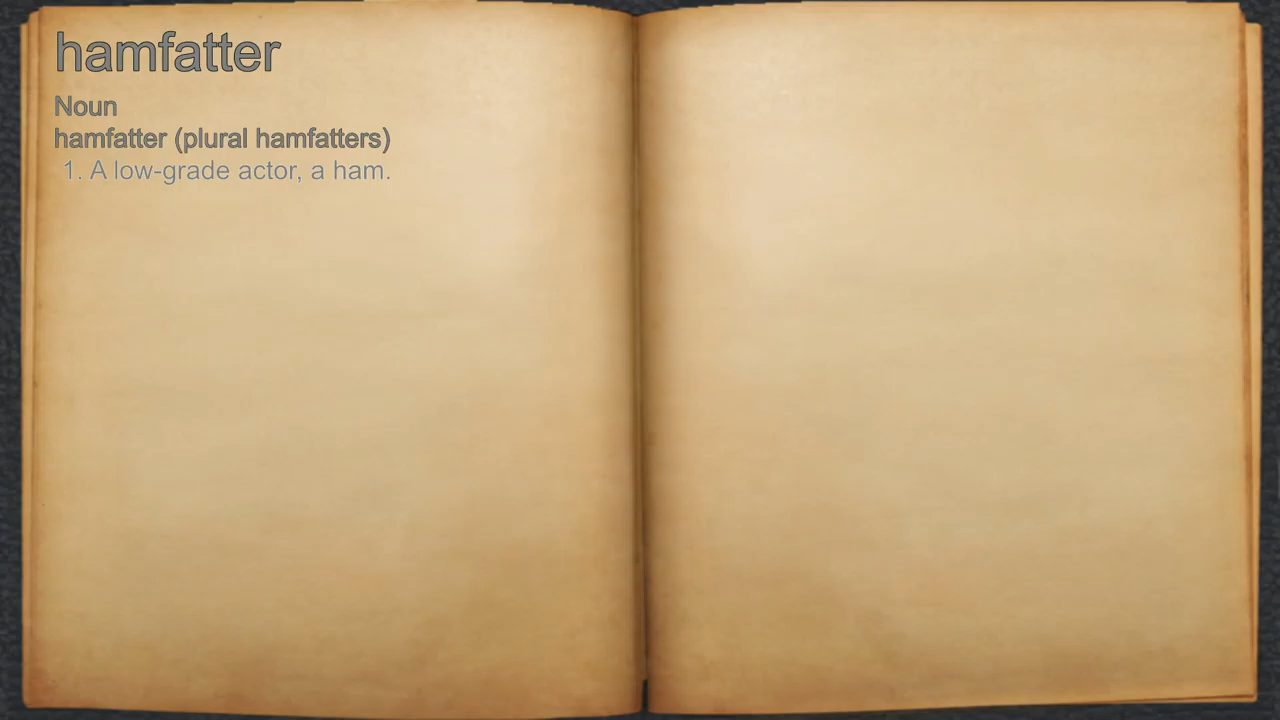 hamfatter
Noun
hamfatter (plural hamfatters)
1. A low-grade actor, a ham.